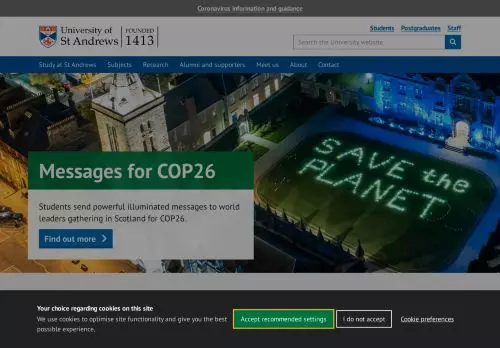 Coronavirus information and guidance
University of
St Andrews
FOUNDED
1413
Students Postgraduates Staff
Search the University website
Study at St Andrews Subjects Research Alumni and supporters Meet us About Contact
SAVE the
PLANET
Messages for COP26
Students send powerful illuminated messages to world
leaders gathering in Scotland for COP26.
Find out more
Your choice regarding cookies on this site
We use cookies to optimise site functionality and give you the best
possible experience.
Accept recommended settings
I do not accept
Cookie preferences